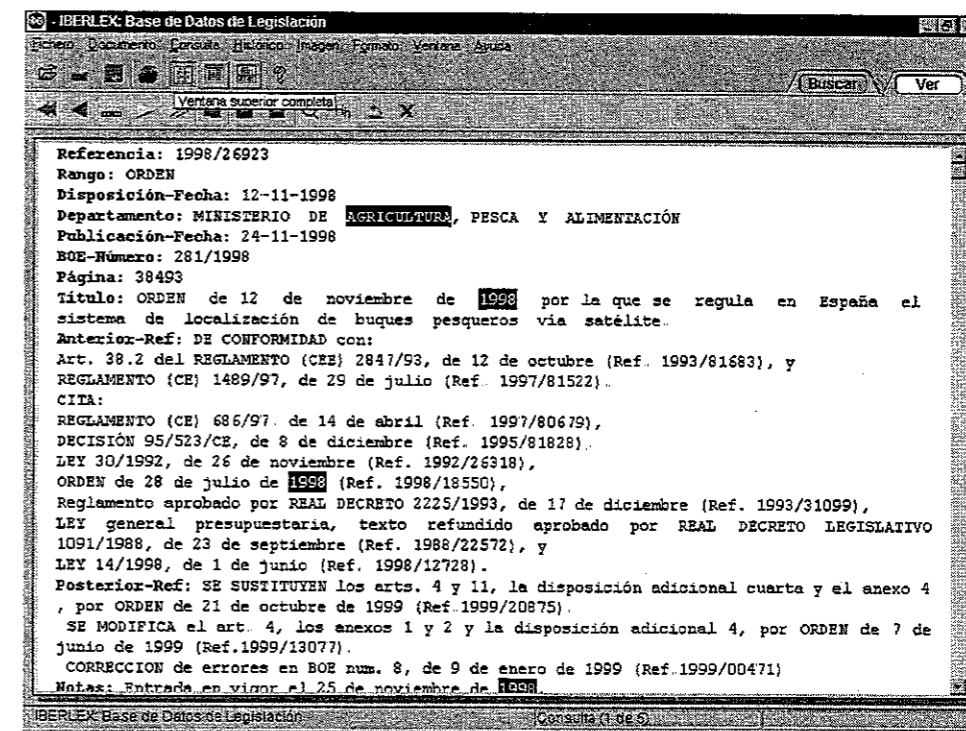 - IBERLEX: Base de Datos de Legislación
Fichero Documento Consulta Histórico Imagen Formato Ventana Ayuda
Buscar Ver
Ventana superior completa
Referencia: 1998/26923
Rango: ORDEN
Disposición-Fecha: 12-11-1998
Departamento: MINISTERIO DE AGRICULTURA, PESCA Y ALIMENTACIÓN
Publicación-Fecha: 24-11-1998
BOE-Número: 281/1998
Página: 38493
Título: ORDEN de 12 de noviembre de 1998 por la que se regula en España el
sistema de localización de buques pesqueros vía satélite.
Anterior-Ref: DE CONFORMIDAD con:
Art. 38.2 del REGLAMENTO (CEE) 2847/93, de 12 de octubre (Ref. 1993/81683), y
REGLAMENTO (CE) 1489/97, de 29 de julio (Ref. 1997/81522).
CITA:
REGLAMENTO (CE) 686/97. de 14 de abril (Ref. 1997/80679),
DECISIÓN 95/523/CE, de 8 de diciembre (Ref. 1995/81828).
LEY 30/1992, de 26 de noviembre (Ref. 1992/26318),
ORDEN de 28 de julio de 1998 (Ref. 1998/18550),
Reglamento aprobado por REAL DECRETO 2225/1993, de 17 de diciembre (Ref. 1993/31099),
LEY general presupuestaria, texto refundido aprobado por REAL DECRETO LEGISLATIVO
1091/1988, de 23 de septiembre (Ref. 1988/22572), y
LEY 14/1998, de 1 de junio (Ref. 1998/12728).
Posterior-Ref: SE SUSTITUYEN los arts. 4 y 11, la disposición adicional cuarta y el anexo 4
, por ORDEN de 21 de octubre de 1999 (Ref.1999/20875).
SE MODIFICA el art. 4, los anexos 1 y 2 y la disposición adicional 4, por ORDEN de 7 de
junio de 1999 (Ref.1999/13077).
CORRECCION de errores en BOE num. 8, de 9 de enero de 1999 (Ref.1999/00471)
Notas: Entrada en vigor el 25 de noviembre de 1998.
IBERLEX: Base de Datos de Legislación Consulta (1 de 5)